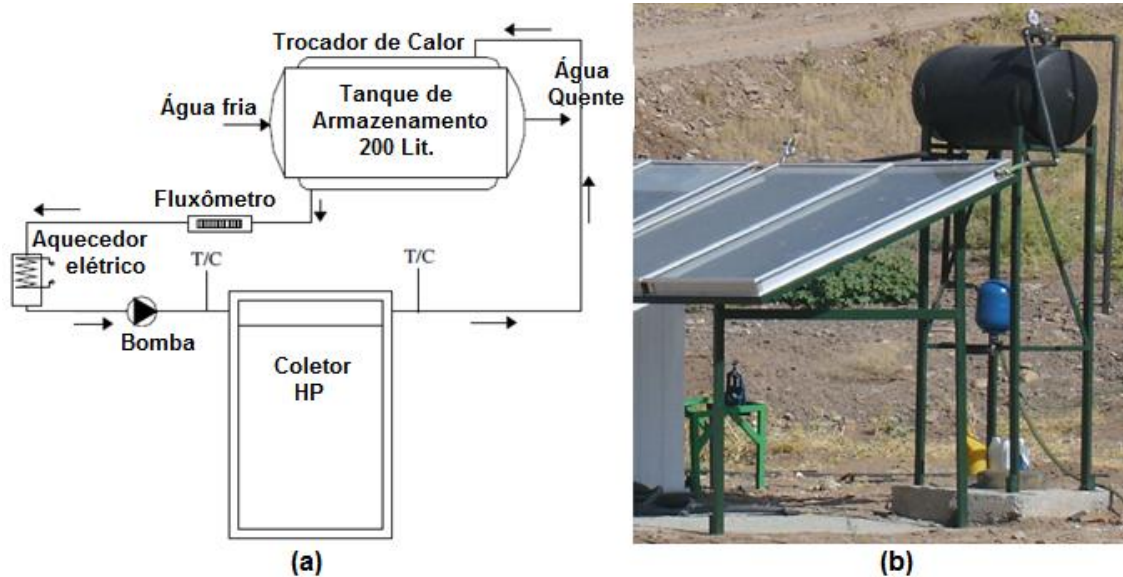 Trocador de Calor
Água fria
Tanque de
Armazenamento
200 Lit.
Água
Quente
Fluxômetro
Aquecedor
elétrico
T/C
T/C
Bomba
Coletor
HP
(a)
(b)